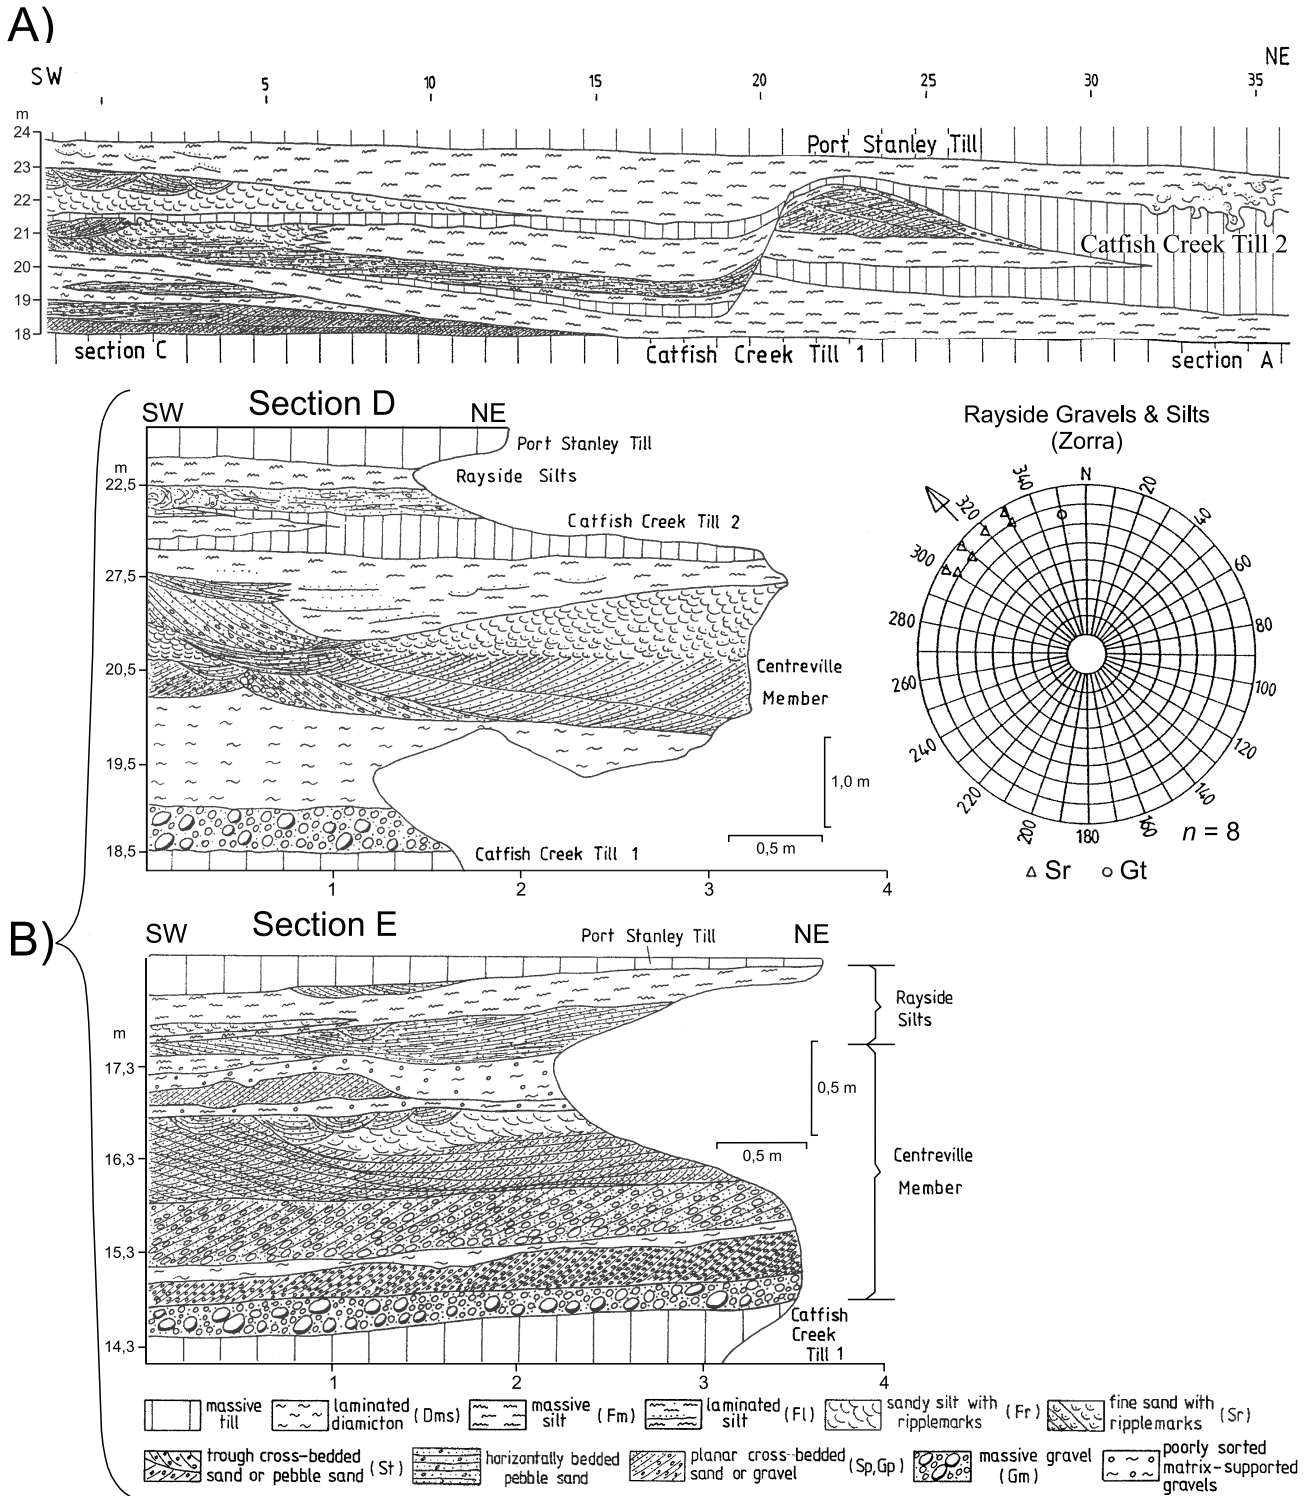 A)
SW
NE
5
10
15
20
25
30
35
m
24
23
22
21
20
19
18
Port Stanley Till
Catfish Creek Till 2
section C
Catfish Creek Till 1
section A
B)
SW
Section D
NE
Port Stanley Till
m
Rayside Silts
22,5
Catfish Creek Till 2
27,5
20,5
Centreville
Member
19,5
1,0 m
0,5 m
18,5
Catfish Creek Till 1
1
2
3
4
Rayside Gravels & Silts
(Zorra)
N
20
40
60
80
100
120
140
160
180
200
220
240
260
280
300
320
340
n = 8
Sr
Gt
SW
Section E
NE
Port Stanley Till
Rayside
Silts
m
17,3
0,5 m
0,5 m
16,3
Centreville
Member
15,3
14,3
Catfish
Creek
Till 1
1
2
3
4
massive
till
laminated
diamicton (Dms)
massive
silt (Fm)
laminated
silt (Fl)
sandy silt with
ripplemarks (Fr)
fine sand with
ripplemarks (Sr)
trough cross-bedded
sand or pebble sand (St)
horizontally bedded
pebble sand
planar cross-bedded
sand or gravel (Sp,Gp)
massive gravel
(Gm)
poorly sorted
matrix-supported
gravels